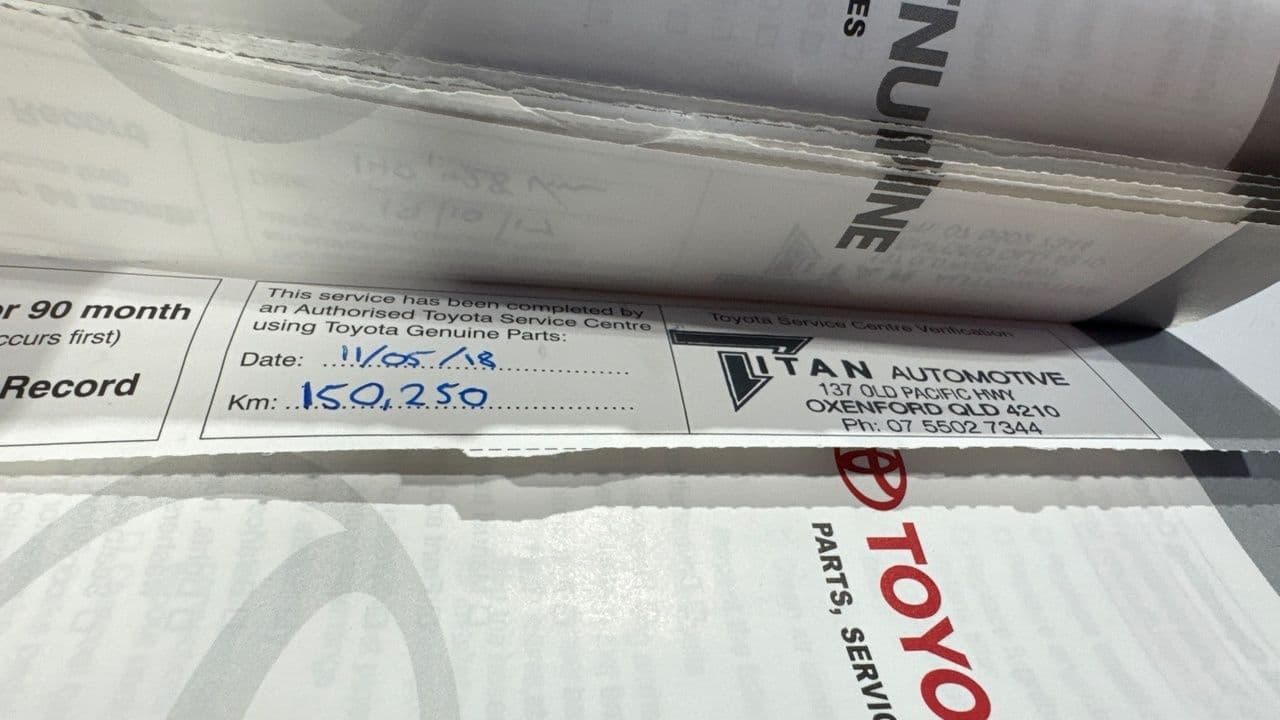 ES
NUINE
or 90 month
occurs first)
Record
This service has been completed by
an Authorised Toyota Service Centre
using Toyota Genuine Parts:
Date: 11/05/18
Km: 150,250
Toyota Service Centre Verification
TITAN AUTOMOTIVE
137 OLD PACIFIC HWY
OXENFORD QLD 4210
Ph: 07 5502 7344
TOYO
PARTS, SERVIC